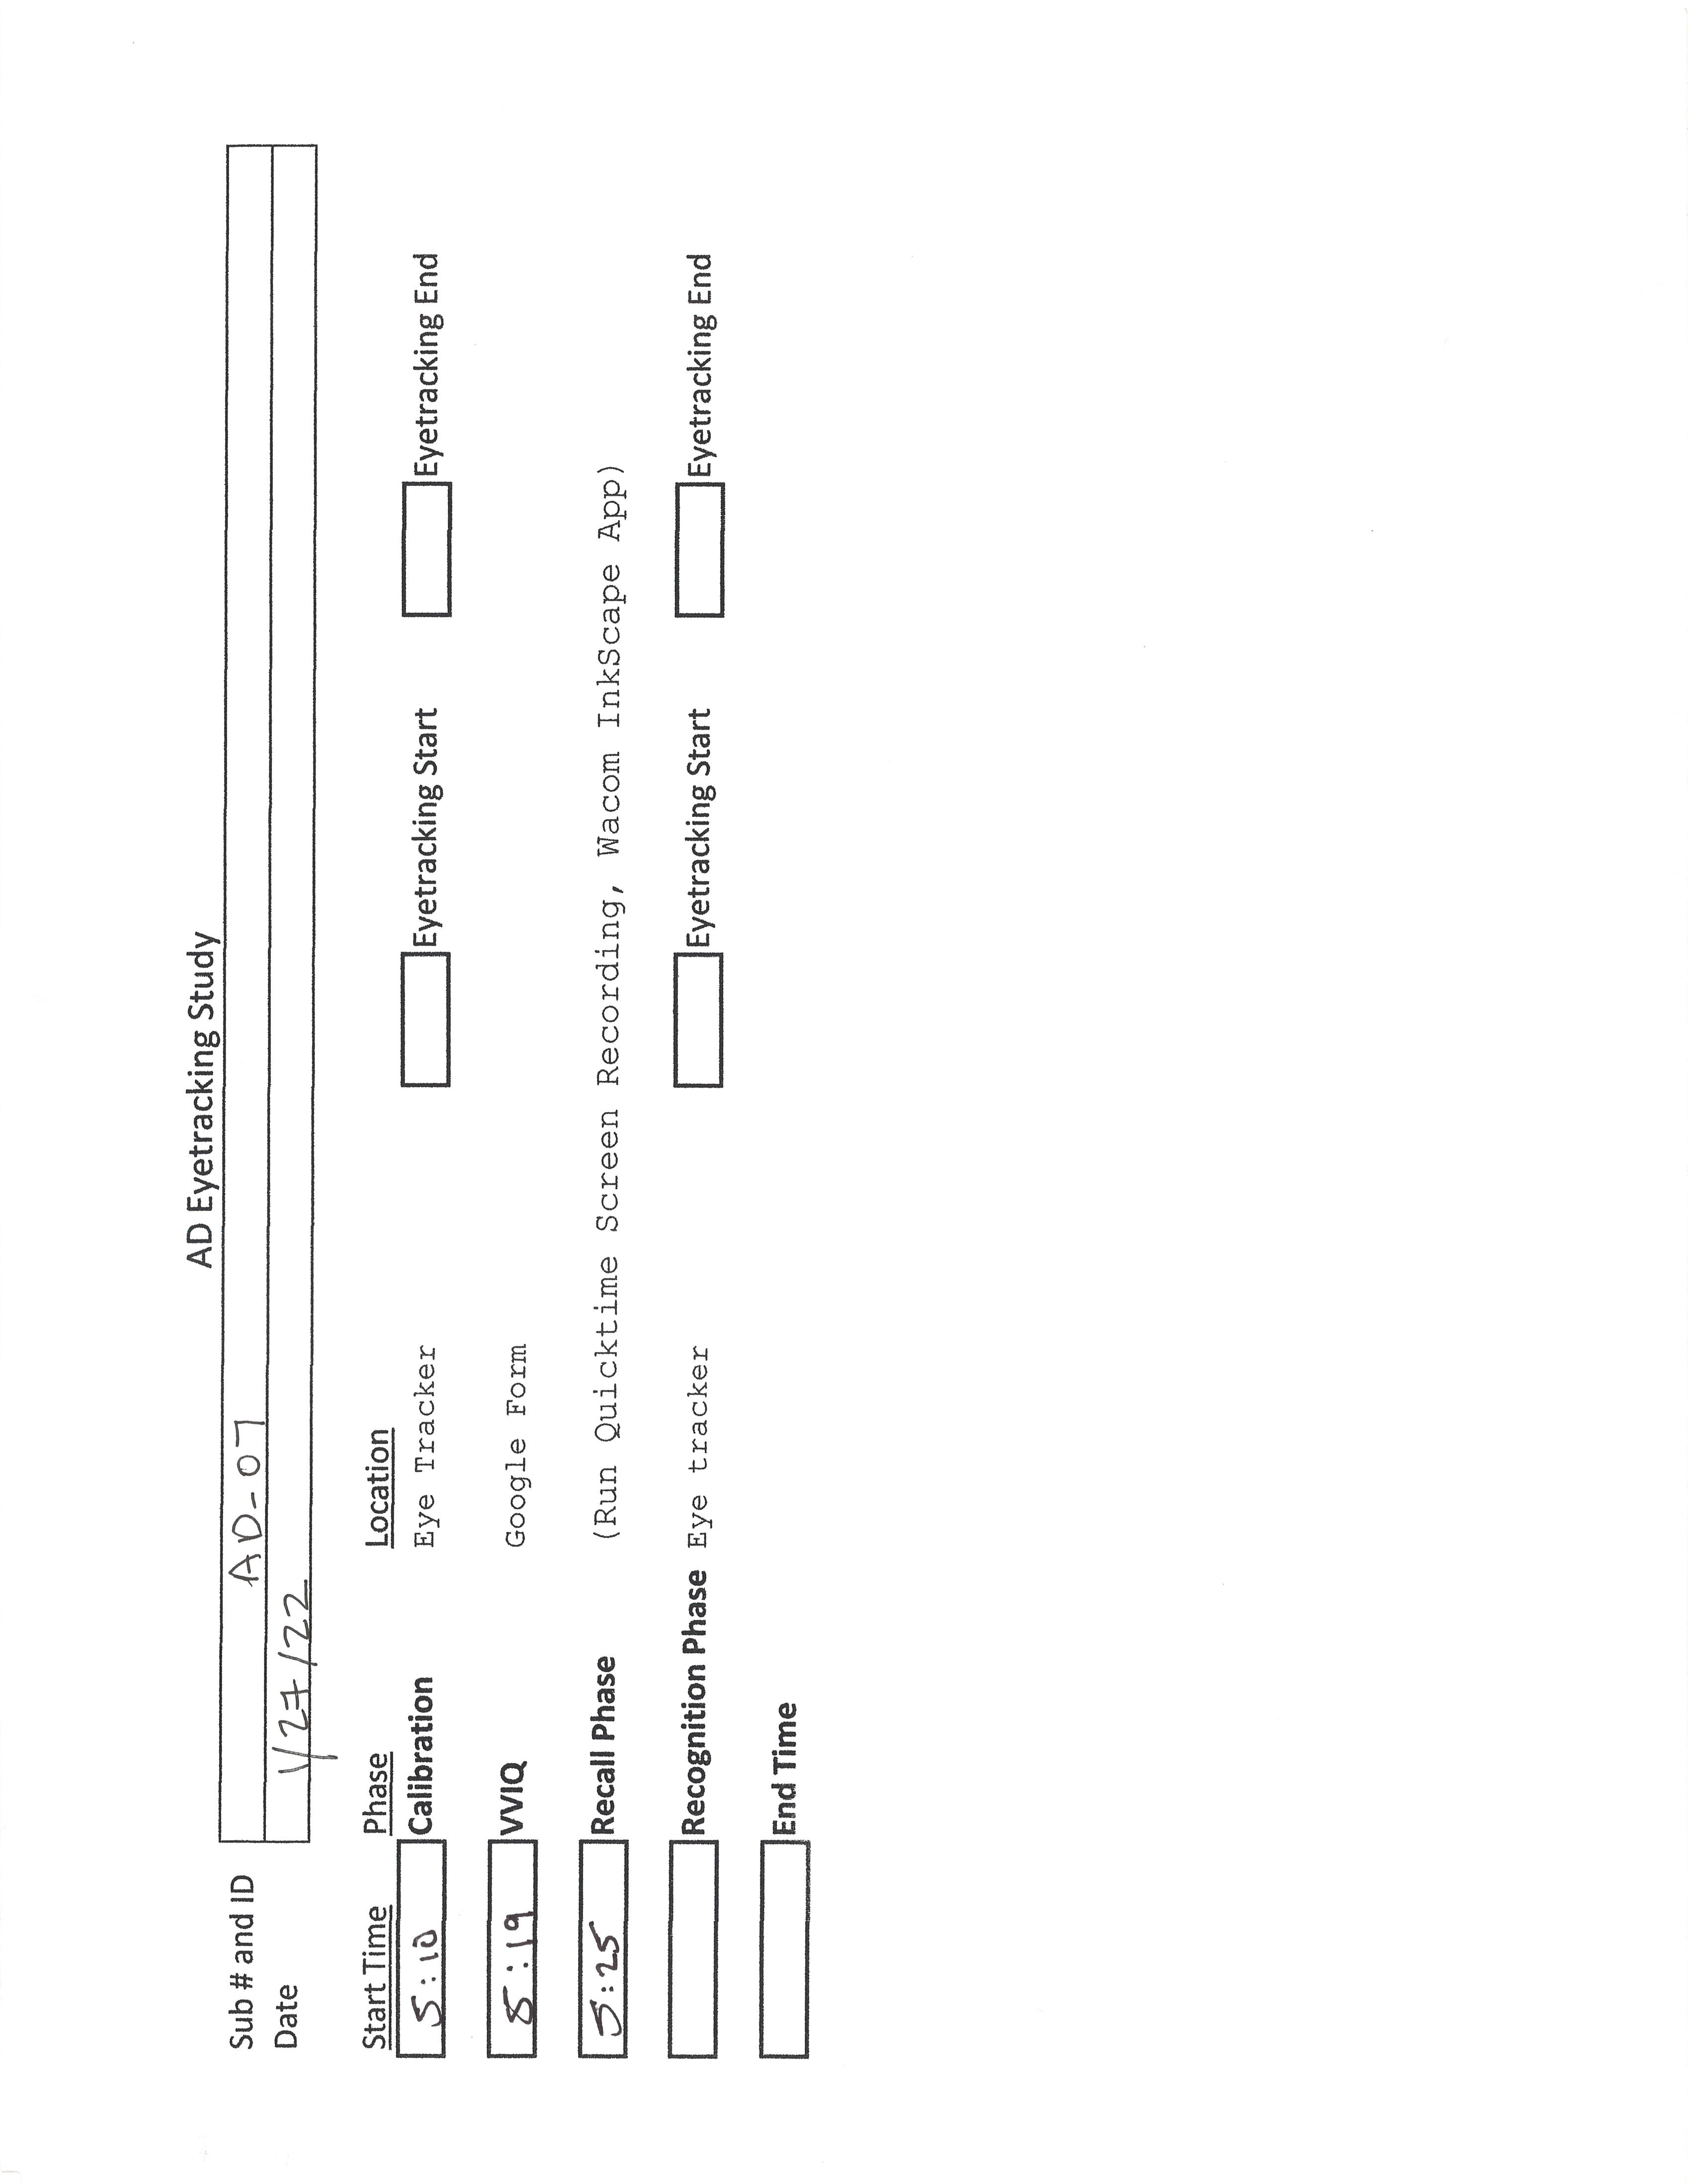 AD Eyetracking Study
Sub # and ID AD-07
Date 1/27/22
Start Time Phase Location
5:10 Calibration Eye Tracker Eyetracking Start Eyetracking End
5:19 VVIQ Google Form
5:25 Recall Phase (Run Quicktime Screen Recording, Wacom InkScape App)
Recognition Phase Eye tracker Eyetracking Start Eyetracking End
End Time